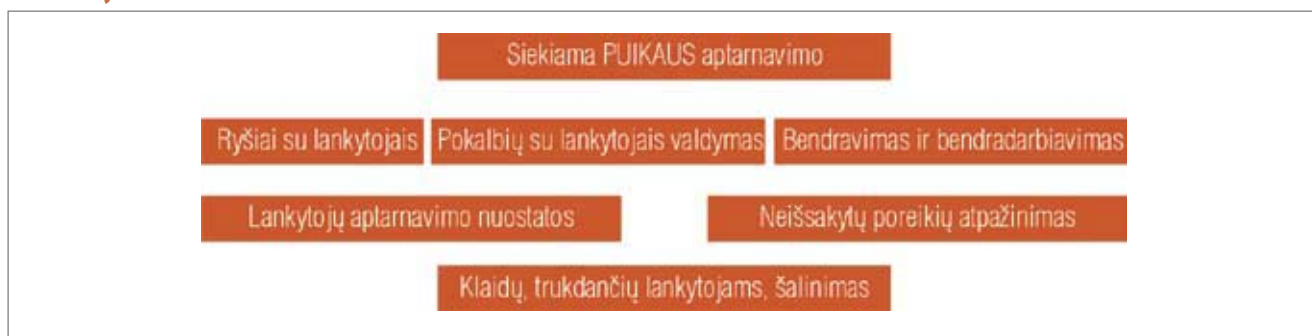 Siekiama PUIKAUS aptarnavimo
Ryšiai su lankytojais
Pokalbių su lankytojais valdymas
Bendravimas ir bendradarbiavimas
Lankytojų aptarnavimo nuostatos
Neišsakytų poreikių atpažinimas
Klaidų, trukdančių lankytojams, šalinimas